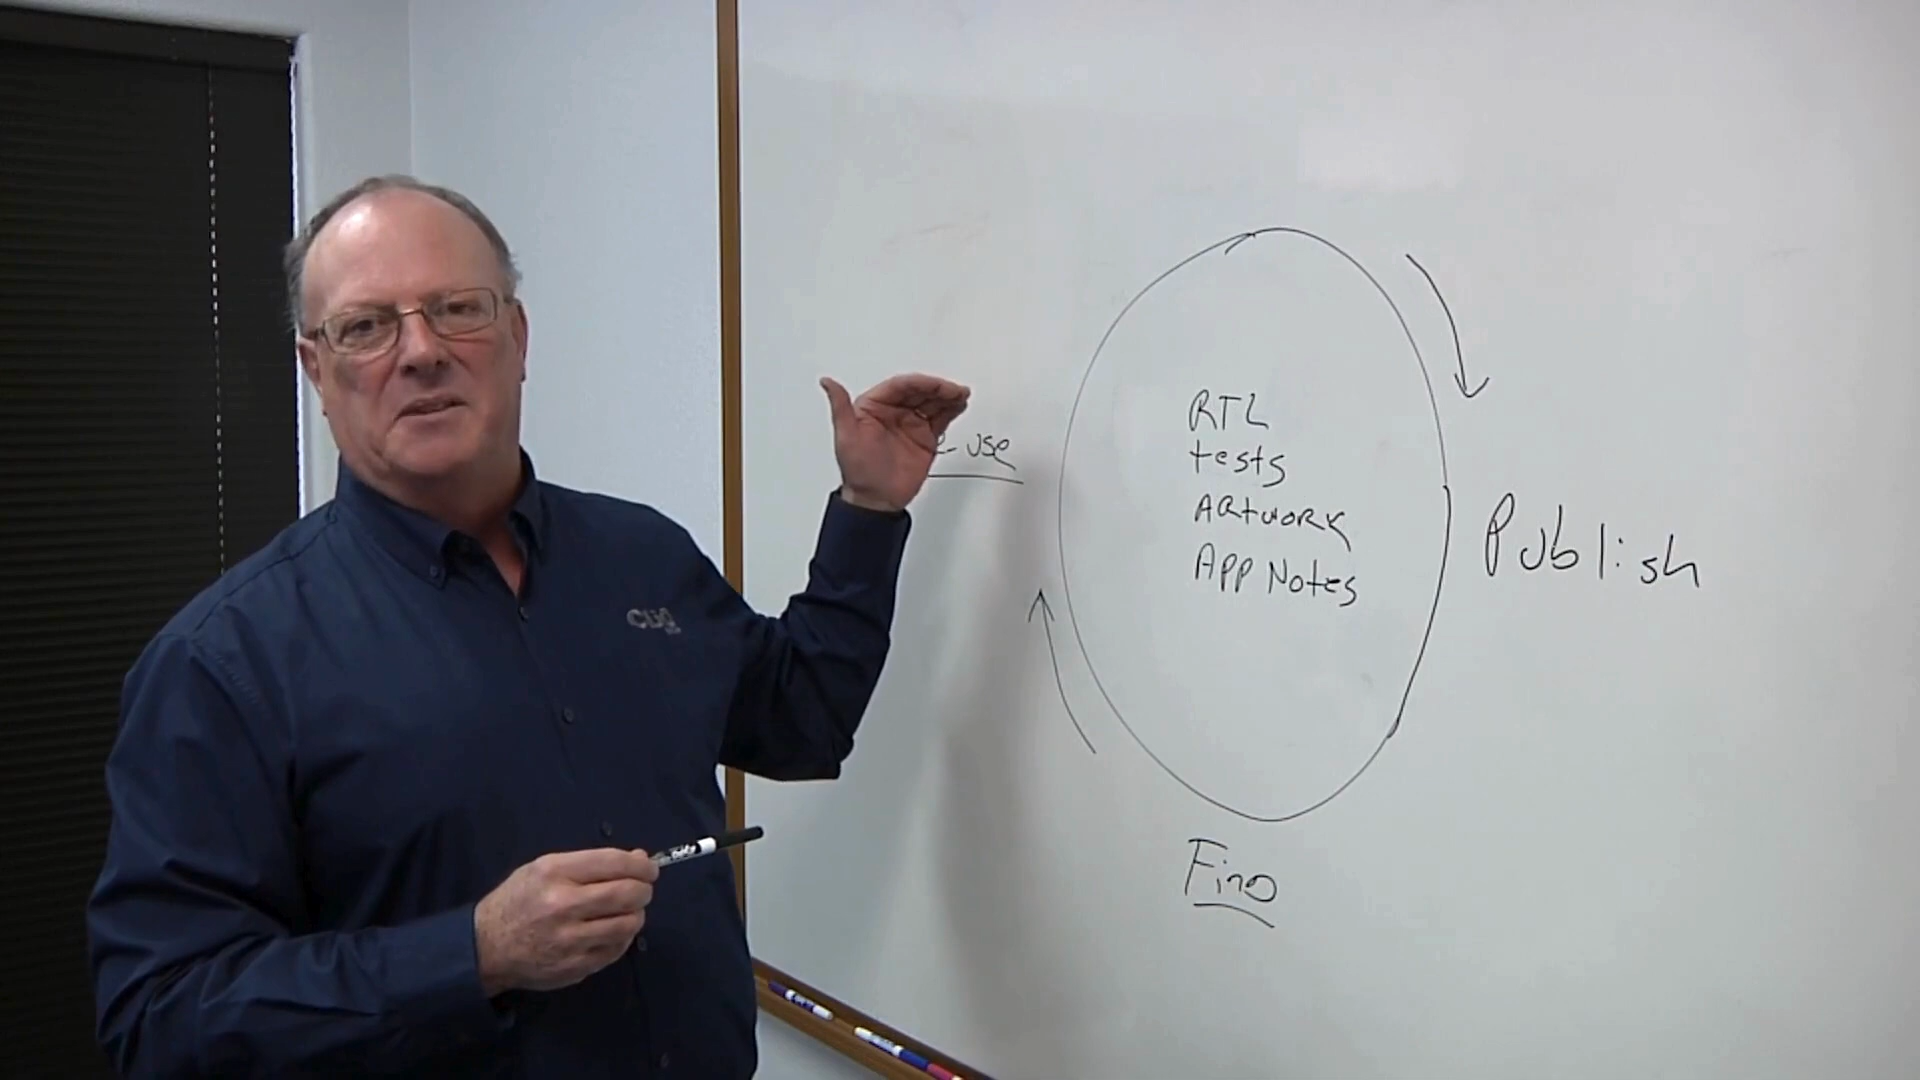 use
RTL
tests
ARtwork
APP Notes
Publish
Find